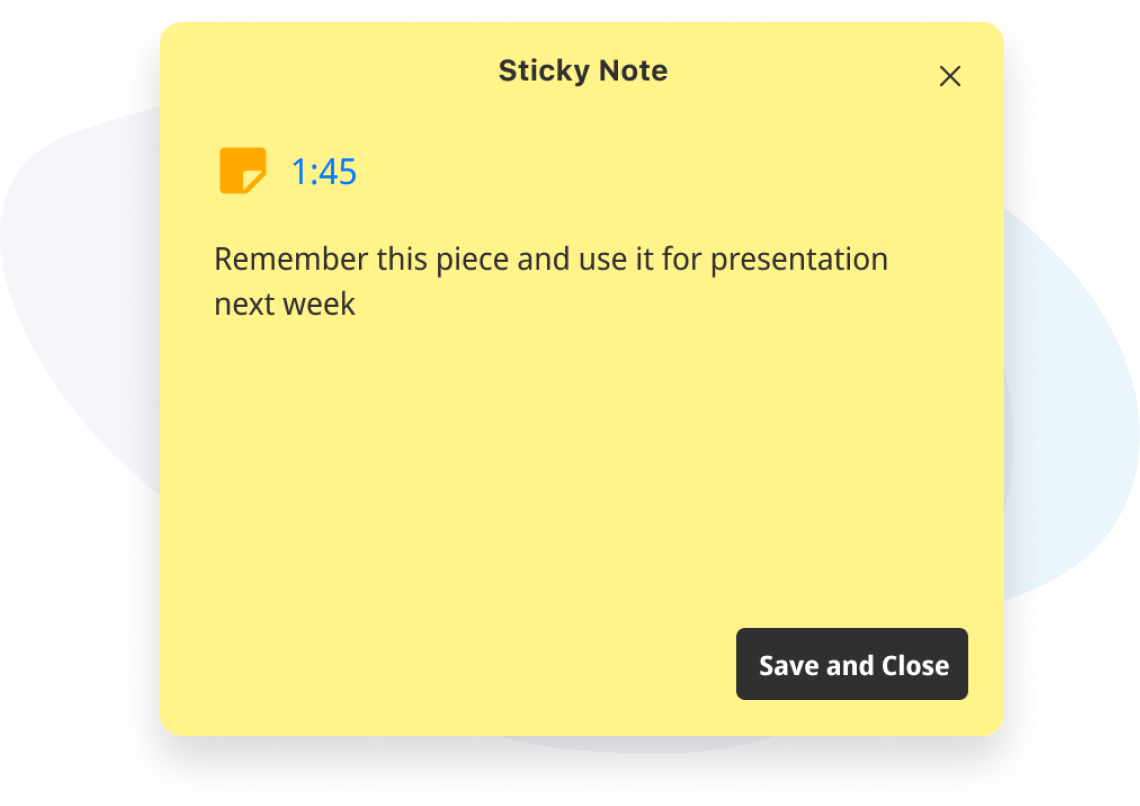 Sticky Note
1:45
Remember this piece and use it for presentation
next week
Save and Close